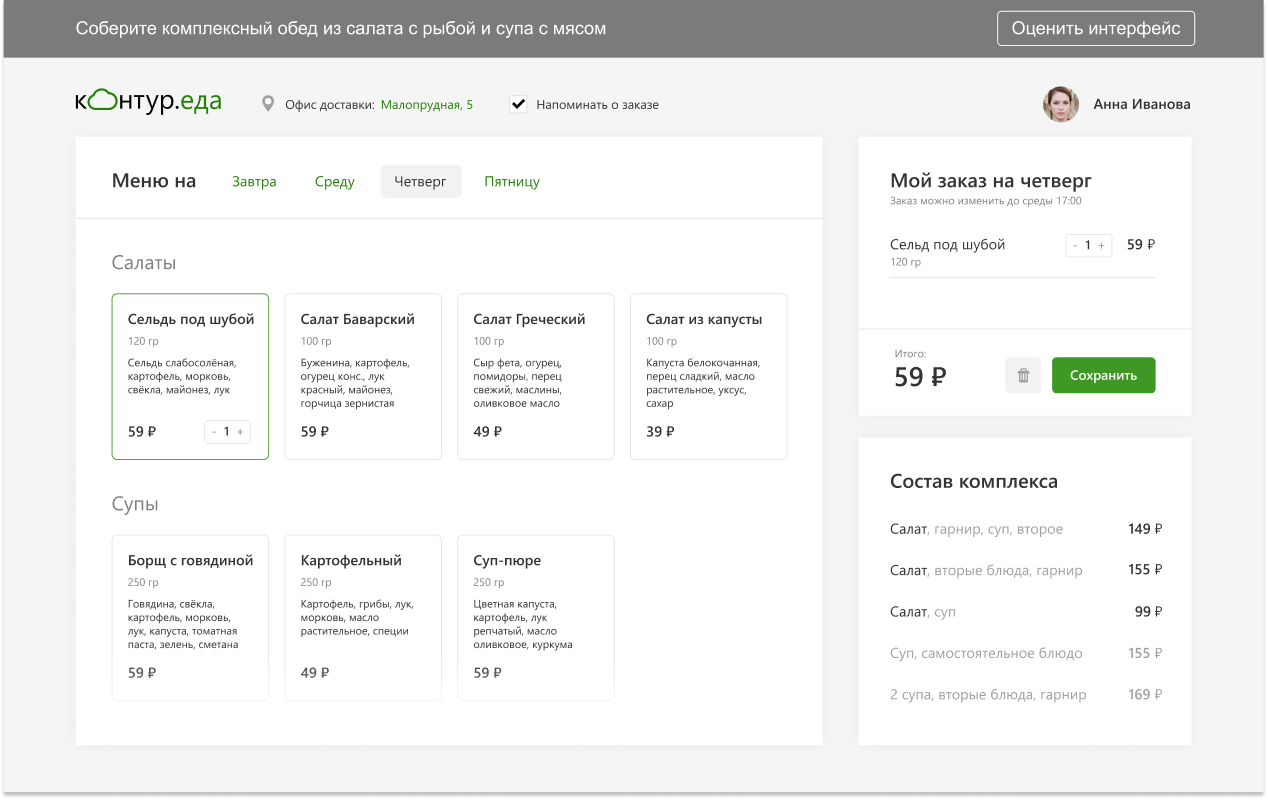 Соберите комплексный обед из салата с рыбой и супа с мясом
Оценить интерфейс
контур.еда
Офис доставки: Малопрудная, 5
Напоминать о заказе
Анна Иванова
Меню на
Завтра
Среду
Четверг
Пятницу
Салаты
Сельдь под шубой
120 гр
Сельдь слабосолёная,
картофель, морковь,
свёкла, майонез, лук
59 ₽
- 1 +
Салат Баварский
100 гр
Буженина, картофель,
огурец конс., лук
красный, майонез,
горчица зернистая
59 ₽
Салат Греческий
100 гр
Сыр фета, огурец,
помидоры, перец
свежий, маслины,
оливковое масло
49 ₽
Салат из капусты
100 гр
Капуста белокочанная,
перец сладкий, масло
растительное, уксус,
сахар
39 ₽
Супы
Борщ с говядиной
250 гр
Говядина, свёкла,
картофель, морковь,
лук, капуста, томатная
паста, зелень, сметана
59 ₽
Картофельный
250 гр
Картофель, грибы, лук,
морковь, масло
растительное, специи
49 ₽
Суп-пюре
250 гр
Цветная капуста,
картофель, лук
репчатый, масло
оливковое, куркума
59 ₽
Мой заказ на четверг
Заказ можно изменить до среды 17:00
Сельд под шубой
- 1 +
59 ₽
120 гр
Итого:
59 ₽
Сохранить
Состав комплекса
Салат, гарнир, суп, второе 149 ₽
Салат, вторые блюда, гарнир 155 ₽
Салат, суп 99 ₽
Суп, самостоятельное блюдо 155 ₽
2 супа, вторые блюда, гарнир 169 ₽